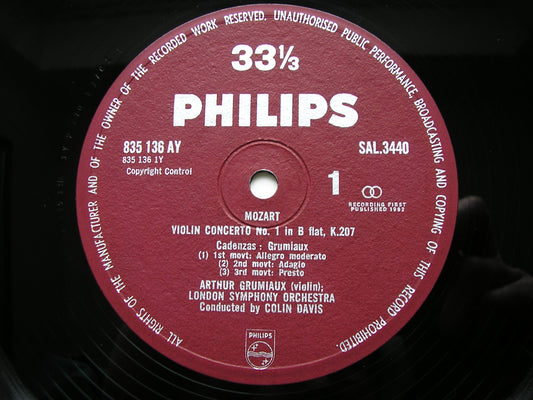 ALL RIGHTS OF THE MANUFACTURER AND OF THE OWNER OF THE RECORDED WORK RESERVED. UNAUTHORISED PUBLIC PERFORMANCE, BROADCASTING AND COPYING OF THIS RECORD PROHIBITED.
33⅓
PHILIPS
835 136 AY
SAL.3440
835 136 1Y
Copyright Control
1
RECORDING FIRST
PUBLISHED 1962
MOZART
VIOLIN CONCERTO No. 1 in B flat, K.207
Cadenzas : Grumiaux
(1) 1st movt: Allegro moderato
(2) 2nd movt: Adagio
(3) 3rd movt: Presto
ARTHUR GRUMIAUX (violin);
LONDON SYMPHONY ORCHESTRA
Conducted by COLIN DAVIS
PHILIPS